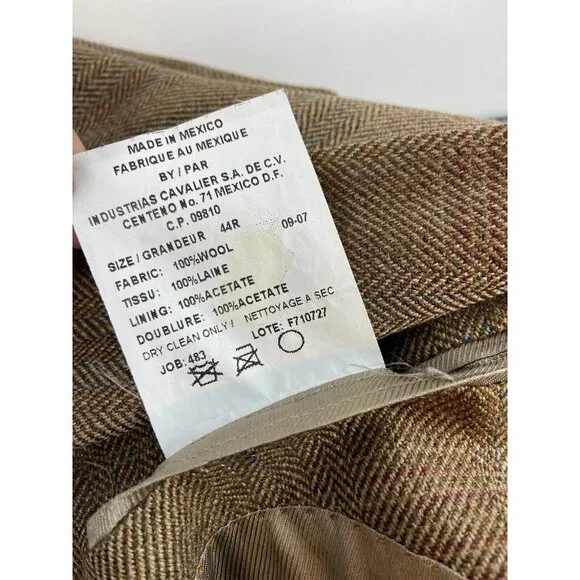 MADE IN MEXICO
FABRIQUE AU MEXIQUE
BY / PAR
INDUSTRIAS CAVALIER S.A. DE C.V.
CENTENO No. 71 MEXICO D.F.
C.P. 09810
SIZE / GRANDEUR 44R 09-07
FABRIC: 100%WOOL
TISSU: 100%LAINE
LINING: 100%ACETATE
DOUBLURE: 100%ACETATE
DRY CLEAN ONLY / NETTOYAGE A SEC
JOB: 483 LOTE: F710727